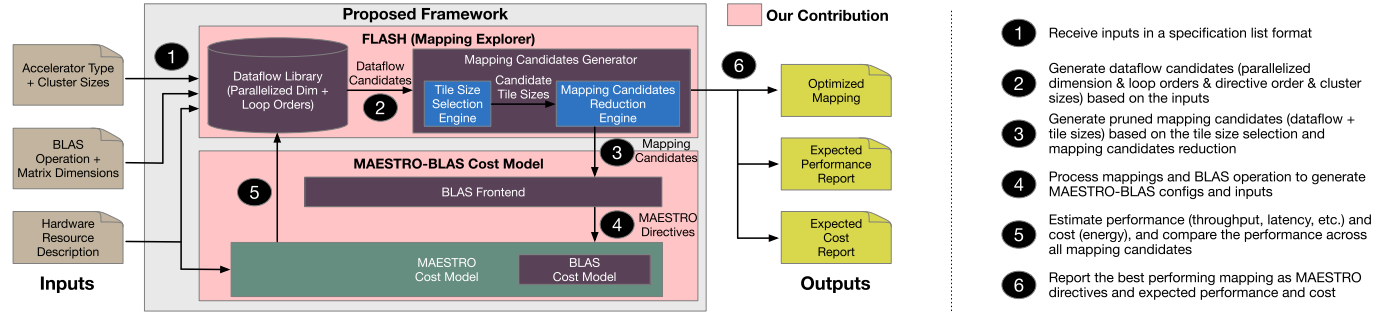 Proposed Framework
Our Contribution
FLASH (Mapping Explorer)
Accelerator Type
+ Cluster Sizes
BLAS
Operation +
Matrix Dimensions
Hardware
Resource
Description
Inputs
1
Dataflow Library
(Parallelized Dim +
Loop Orders)
Dataflow
Candidates
2
Mapping Candidates Generator
Tile Size
Selection
Engine
Candidate
Tile Sizes
Mapping Candidates
Reduction
Engine
3
Mapping
Candidates
MAESTRO-BLAS Cost Model
BLAS Frontend
4
MAESTRO
Directives
5
MAESTRO
Cost Model
BLAS
Cost Model
6
Optimized
Mapping
Expected
Performance
Report
Expected
Cost
Report
Outputs
1
Receive inputs in a specification list format
2
Generate dataflow candidates (parallelized
dimension & loop orders & directive order & cluster
sizes) based on the inputs
3
Generate pruned mapping candidates (dataflow +
tile sizes) based on the tile size selection and
mapping candidates reduction
4
Process mappings and BLAS operation to generate
MAESTRO-BLAS configs and inputs
5
Estimate performance (throughput, latency, etc.) and
cost (energy), and compare the performance across
all mapping candidates
6
Report the best performing mapping as MAESTRO
directives and expected performance and cost